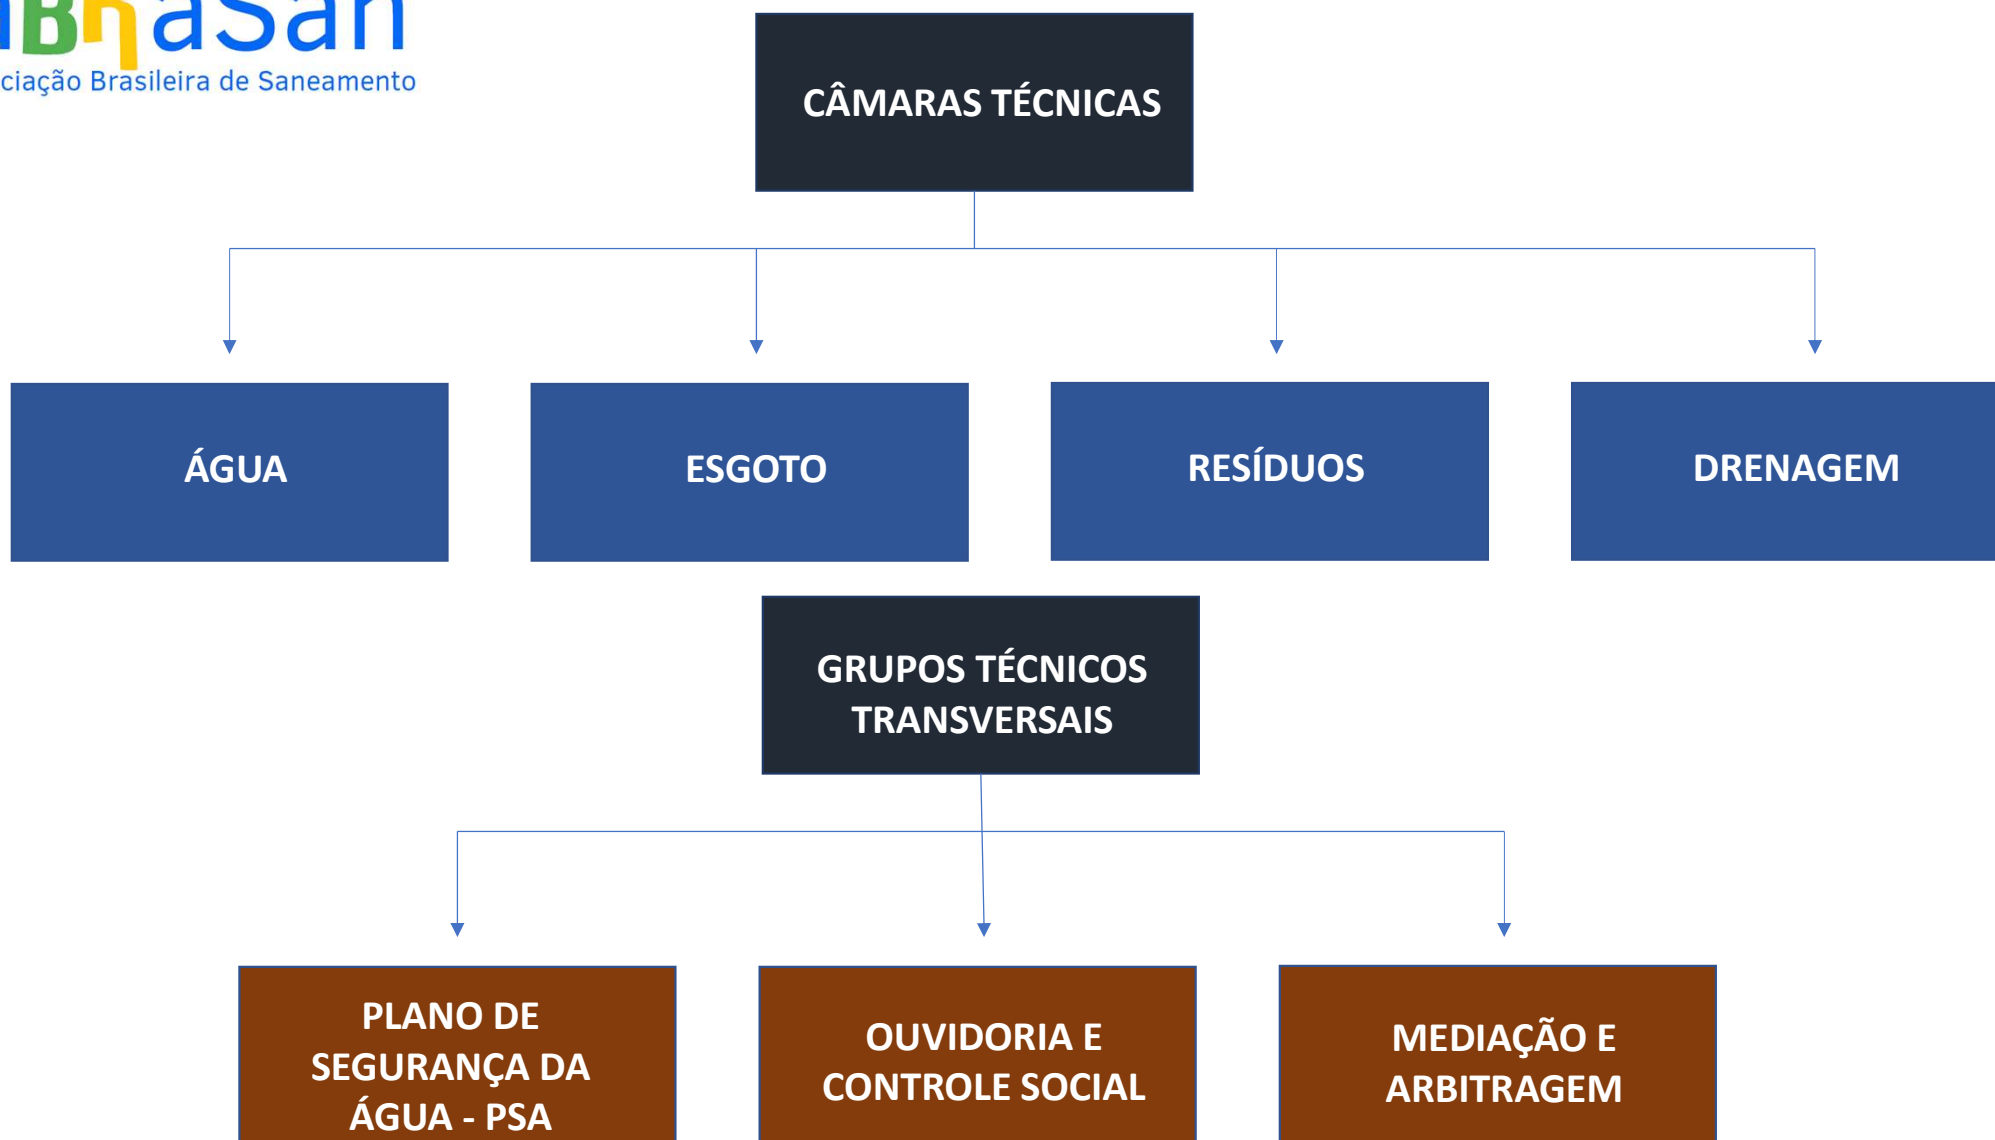 aBRaSan
ciação Brasileira de Saneamento
CÂMARAS TÉCNICAS
ÁGUA
ESGOTO
RESÍDUOS
DRENAGEM
GRUPOS TÉCNICOS
TRANSVERSAIS
PLANO DE
SEGURANÇA DA
ÁGUA - PSA
OUVIDORIA E
CONTROLE SOCIAL
MEDIAÇÃO E
ARBITRAGEM